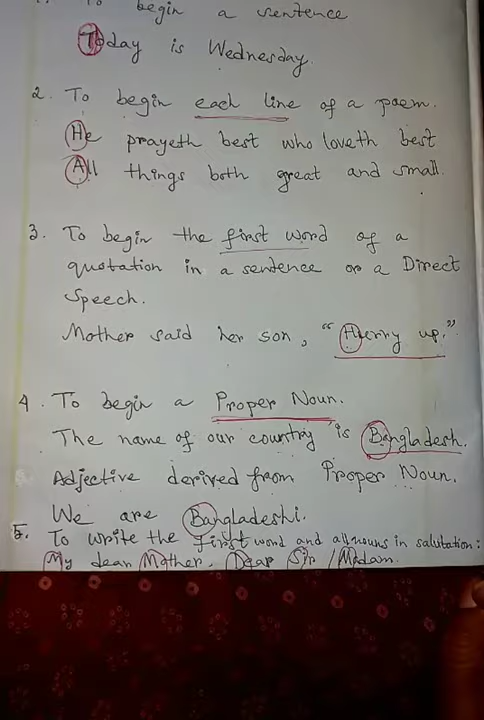 1. To begin a sentence
Today is Wednesday.
2. To begin each line of a poem.
He prayeth best who loveth best
All things both great and small.
3. To begin the first word of a
quotation in a sentence or a Direct
Speech.
Mother said her son, "Hurry up."
4. To begin a Proper Noun.
The name of our country is Bangladesh.
Adjective derived from Proper Noun.
We are Bangladeshi.
5. To write the first word and all nouns in salutation:
My dear Mother, Dear Sir / Madam.